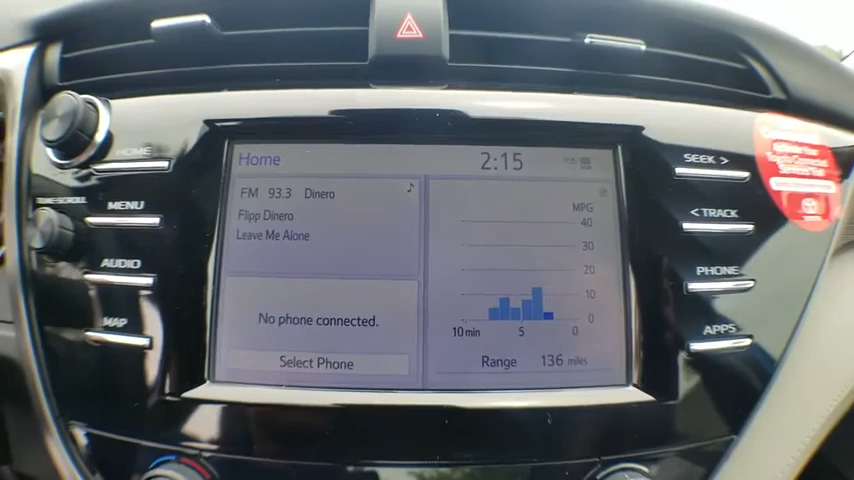 Home
2:15
FM 93.3 Dinero
Flipp Dinero
Leave Me Alone
No phone connected.
Select Phone
MPG
40
30
20
10
0
10 min 5 0
Range 136 miles
HOME
MENU
AUDIO
MAP
SEEK >
< TRACK
PHONE
APPS